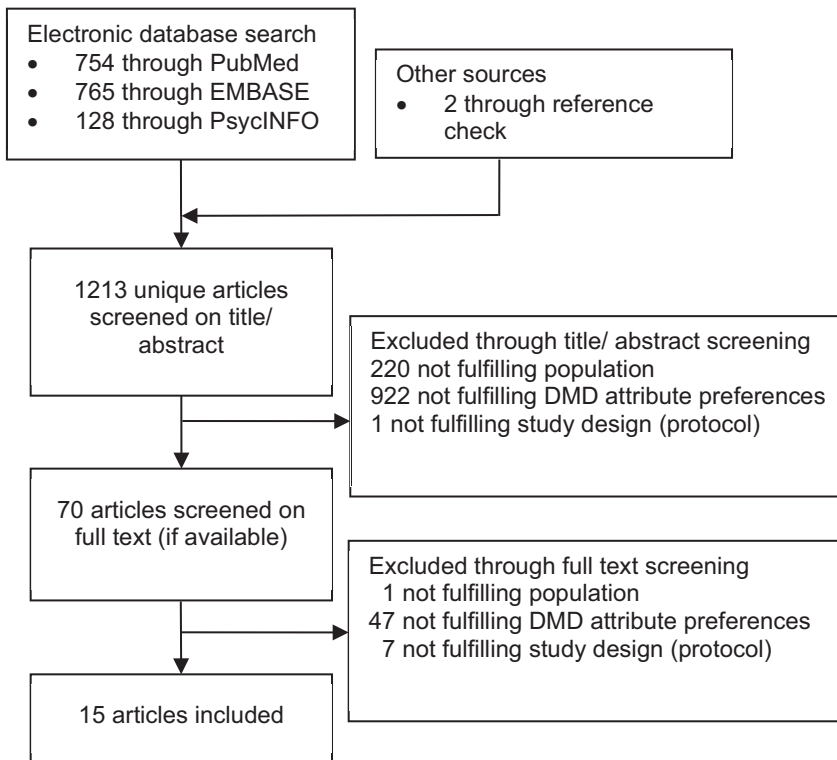 Electronic database search
• 754 through PubMed
• 765 through EMBASE
• 128 through PsycINFO
Other sources
• 2 through reference
check
1213 unique articles
screened on title/
abstract
Excluded through title/ abstract screening
220 not fulfilling population
922 not fulfilling DMD attribute preferences
1 not fulfilling study design (protocol)
70 articles screened on
full text (if available)
Excluded through full text screening
1 not fulfilling population
47 not fulfilling DMD attribute preferences
7 not fulfilling study design (protocol)
15 articles included